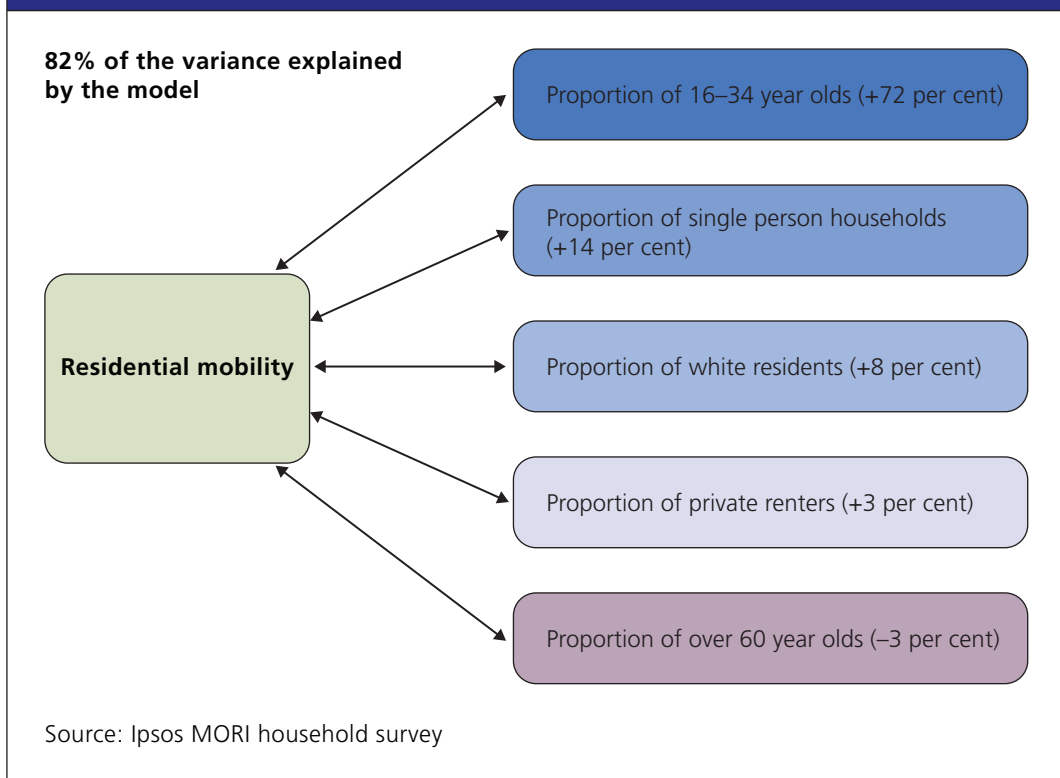 82% of the variance explained
by the model
Proportion of 16–34 year olds (+72 per cent)
Proportion of single person households
(+14 per cent)
Residential mobility
Proportion of white residents (+8 per cent)
Proportion of private renters (+3 per cent)
Proportion of over 60 year olds (–3 per cent)
Source: Ipsos MORI household survey